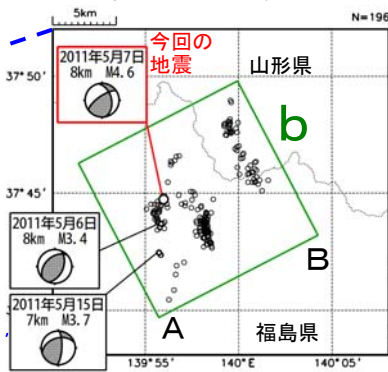 5km
N=196
今回の
地震
2011年5月7日
8km M4.6
山形県
b
37°50'
37°45'
2011年5月6日
8km M3.4
B
2011年5月15日
7km M3.7
A
福島県
139°55'
140°E
140°05'